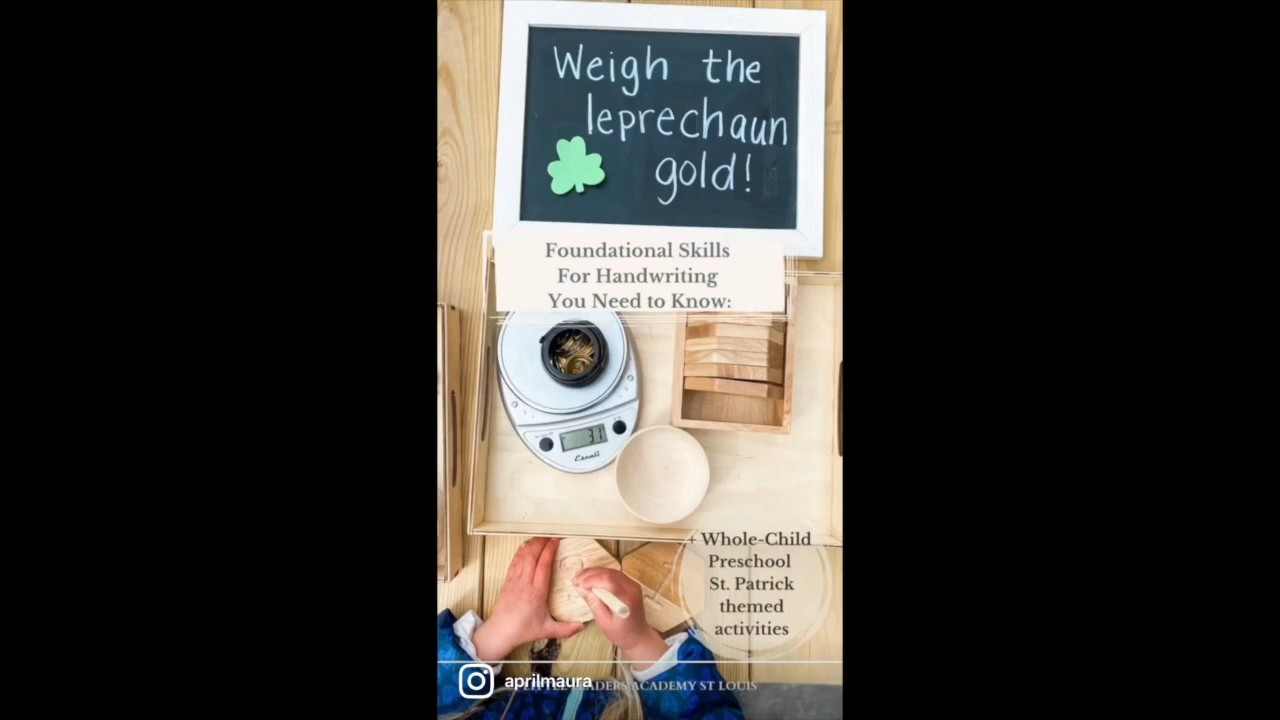 Weigh the
leprechaun
gold!
Foundational Skills
For Handwriting
You Need to Know:
31
Escali
+ Whole-Child
Preschool
St. Patrick
themed
activities
aprilmaura
ACADEMY ST LOUIS